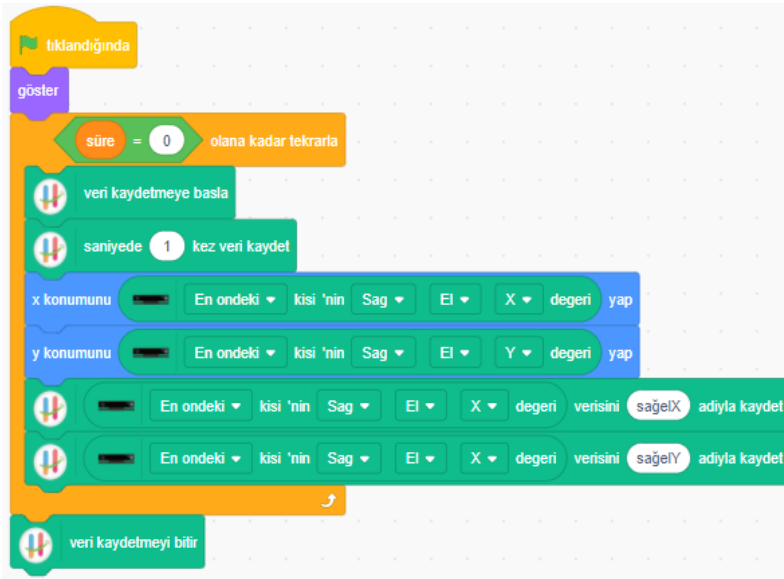 tıklandığında
göster
süre = 0 olana kadar tekrarla
veri kaydetmeye basla
saniyede 1 kez veri kaydet
x konumunu En ondeki kisi 'nin Sag El X degeri yap
y konumunu En ondeki kisi 'nin Sag El Y degeri yap
En ondeki kisi 'nin Sag El X degeri verisini sağelX adiyla kaydet
En ondeki kisi 'nin Sag El X degeri verisini sağelY adiyla kaydet
veri kaydetmeyi bitir